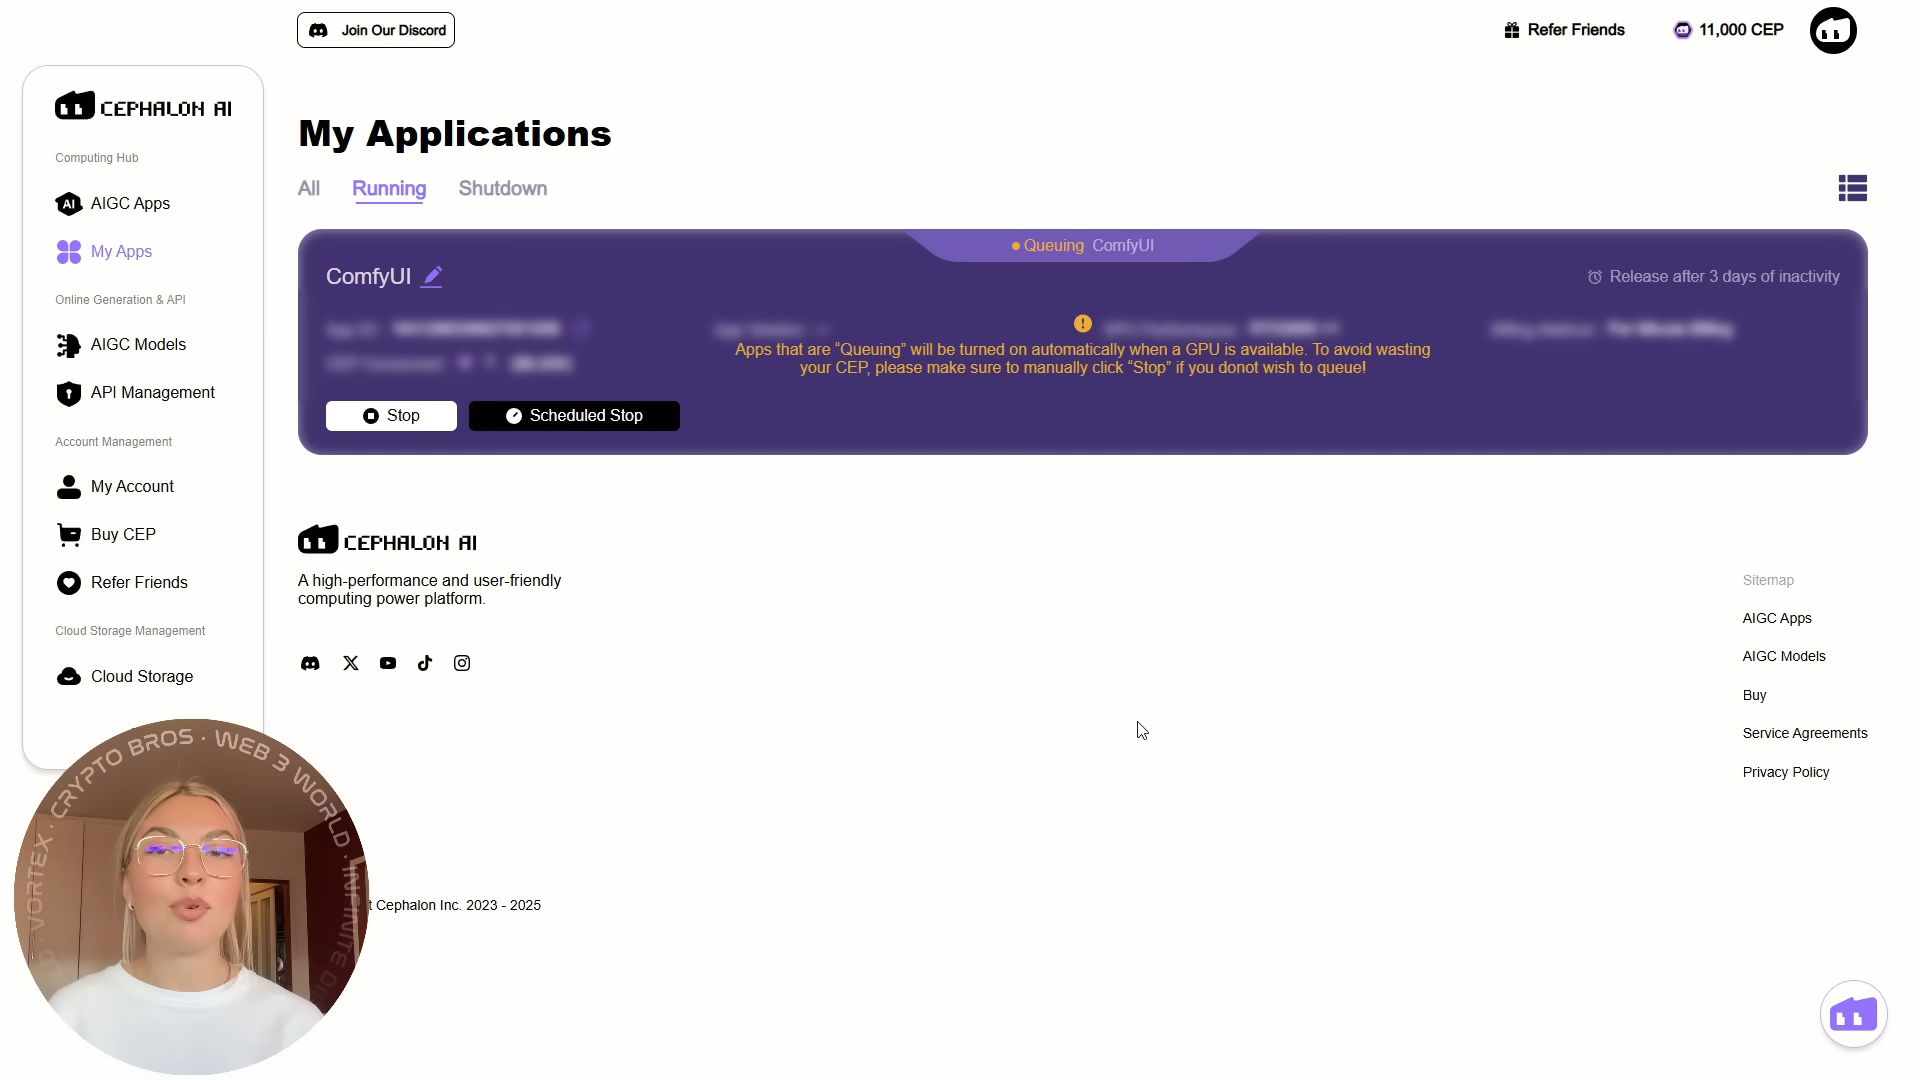 Join Our Discord
Refer Friends
11,000 CEP
CEPHALON AI
Computing Hub
AIGC Apps
My Apps
Online Generation & API
AIGC Models
API Management
Account Management
My Account
Buy CEP
Refer Friends
Cloud Storage Management
Cloud Storage
My Applications
All
Running
Shutdown
Queuing ComfyUI
ComfyUI
Release after 3 days of inactivity
Apps that are “Queuing” will be turned on automatically when a GPU is available. To avoid wasting
your CEP, please make sure to manually click “Stop” if you donot wish to queue!
Stop
Scheduled Stop
CEPHALON AI
A high-performance and user-friendly
computing power platform.
Sitemap
AIGC Apps
AIGC Models
Buy
Service Agreements
Privacy Policy
Cephalon Inc. 2023 - 2025
VORTEX · CRYPTO BROS · WEB 3 WORLD · INFINITE